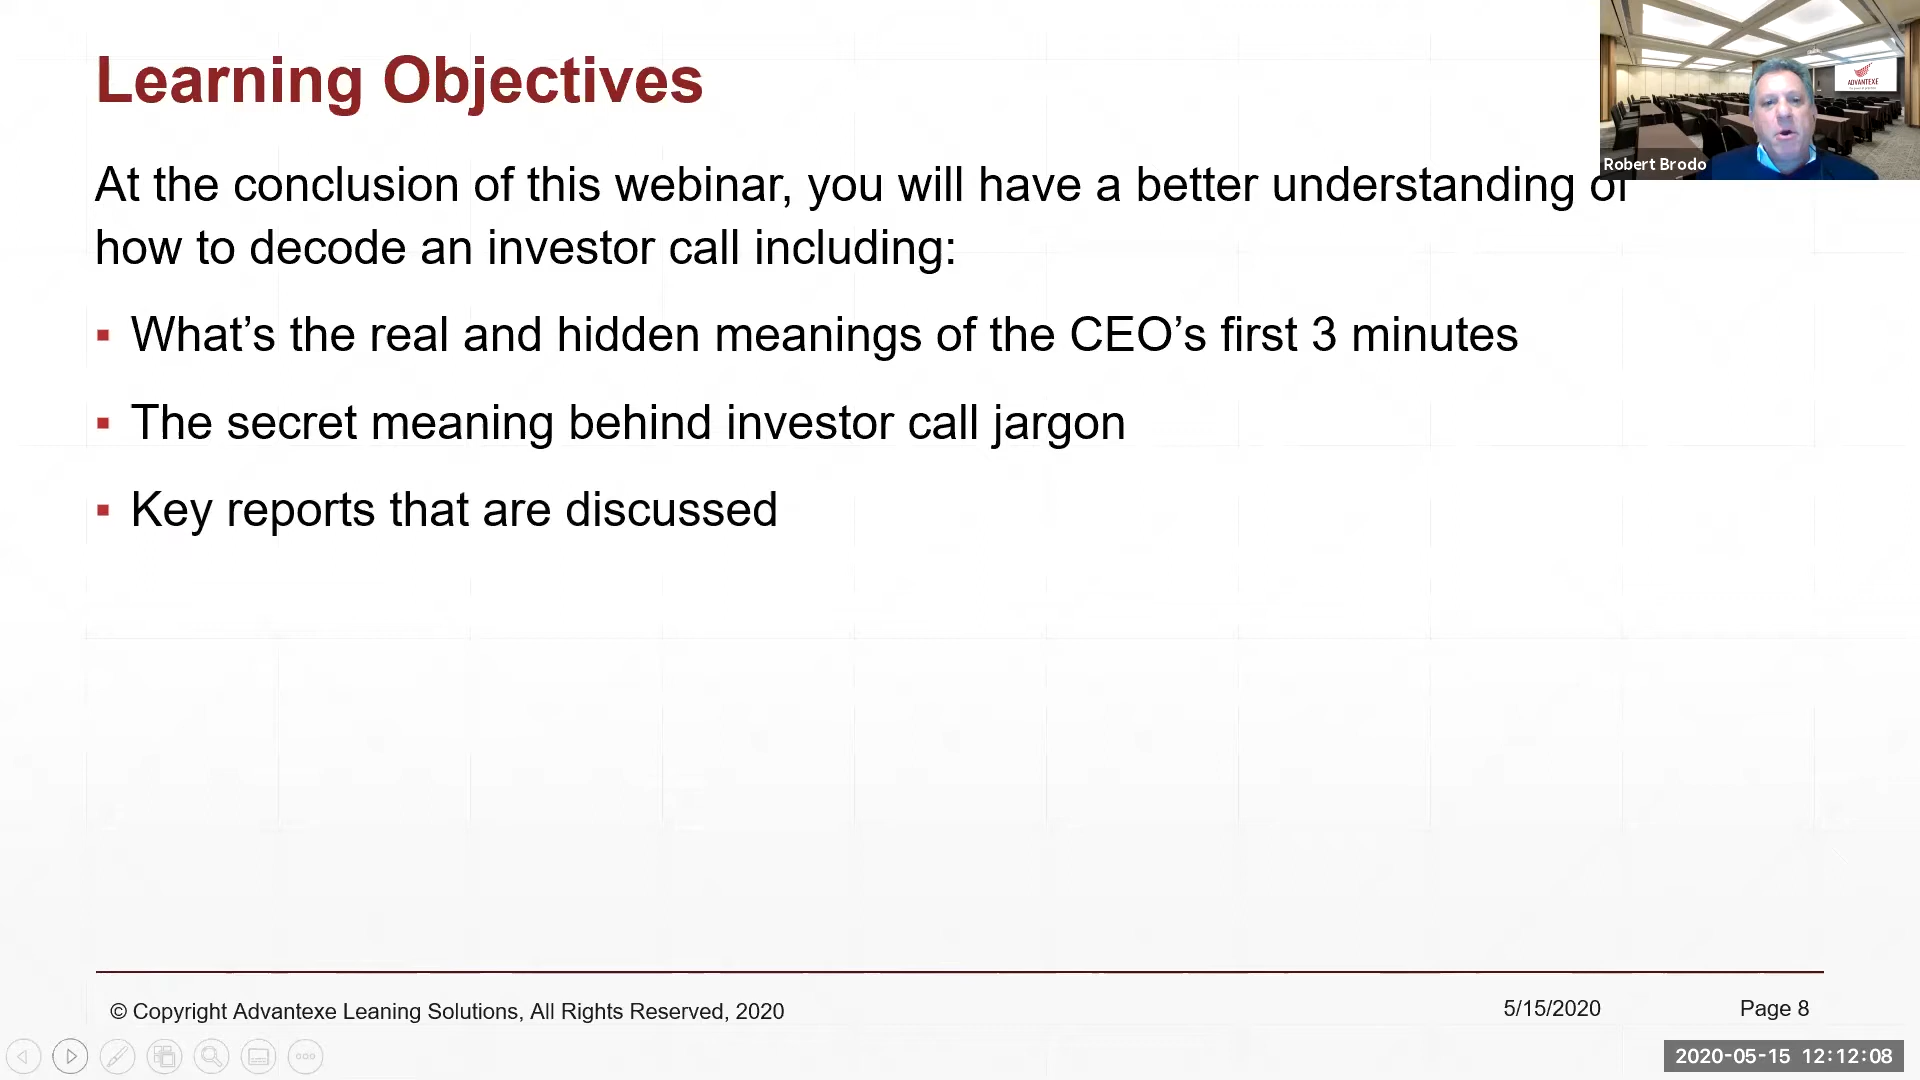 Learning Objectives
ADVANTEXE
Robert Brodo
At the conclusion of this webinar, you will have a better understanding of
how to decode an investor call including:
▪ What’s the real and hidden meanings of the CEO’s first 3 minutes
▪ The secret meaning behind investor call jargon
▪ Key reports that are discussed
© Copyright Advantexe Leaning Solutions, All Rights Reserved, 2020
5/15/2020
Page 8
2020-05-15 12:12:08